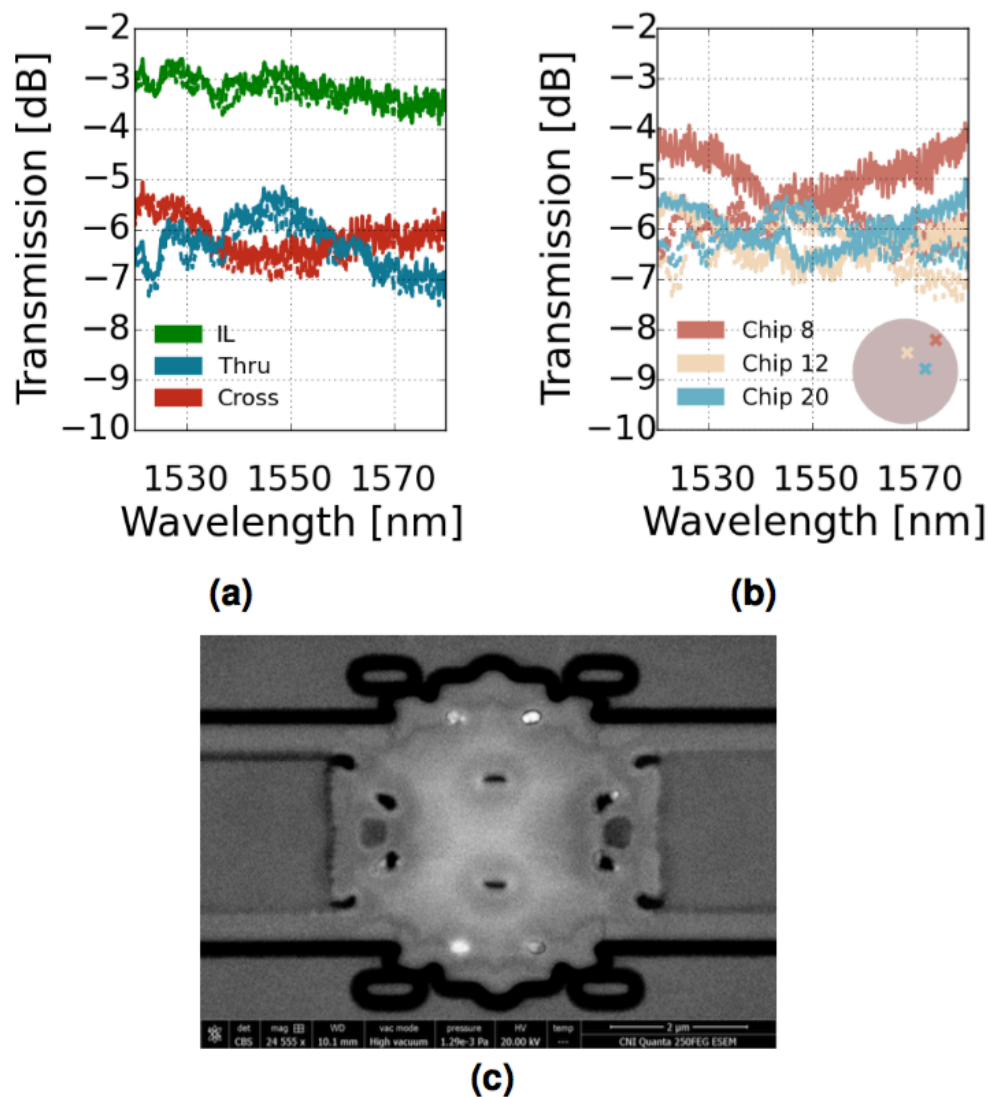 −2
−3
−4
−5
−6
−7
−8
−9
−10
Transmission [dB]
IL
Thru
Cross
1530 1550 1570
Wavelength [nm]
(a)
−2
−3
−4
−5
−6
−7
−8
−9
−10
Transmission [dB]
Chip 8
Chip 12
Chip 20
1530 1550 1570
Wavelength [nm]
(b)
det mag WD vac mode pressure HV temp 2 µm
CBS 24 555 x 10.1 mm High vacuum 1.29e-3 Pa 20.00 kV --- CNI Quanta 250FEG ESEM
(c)